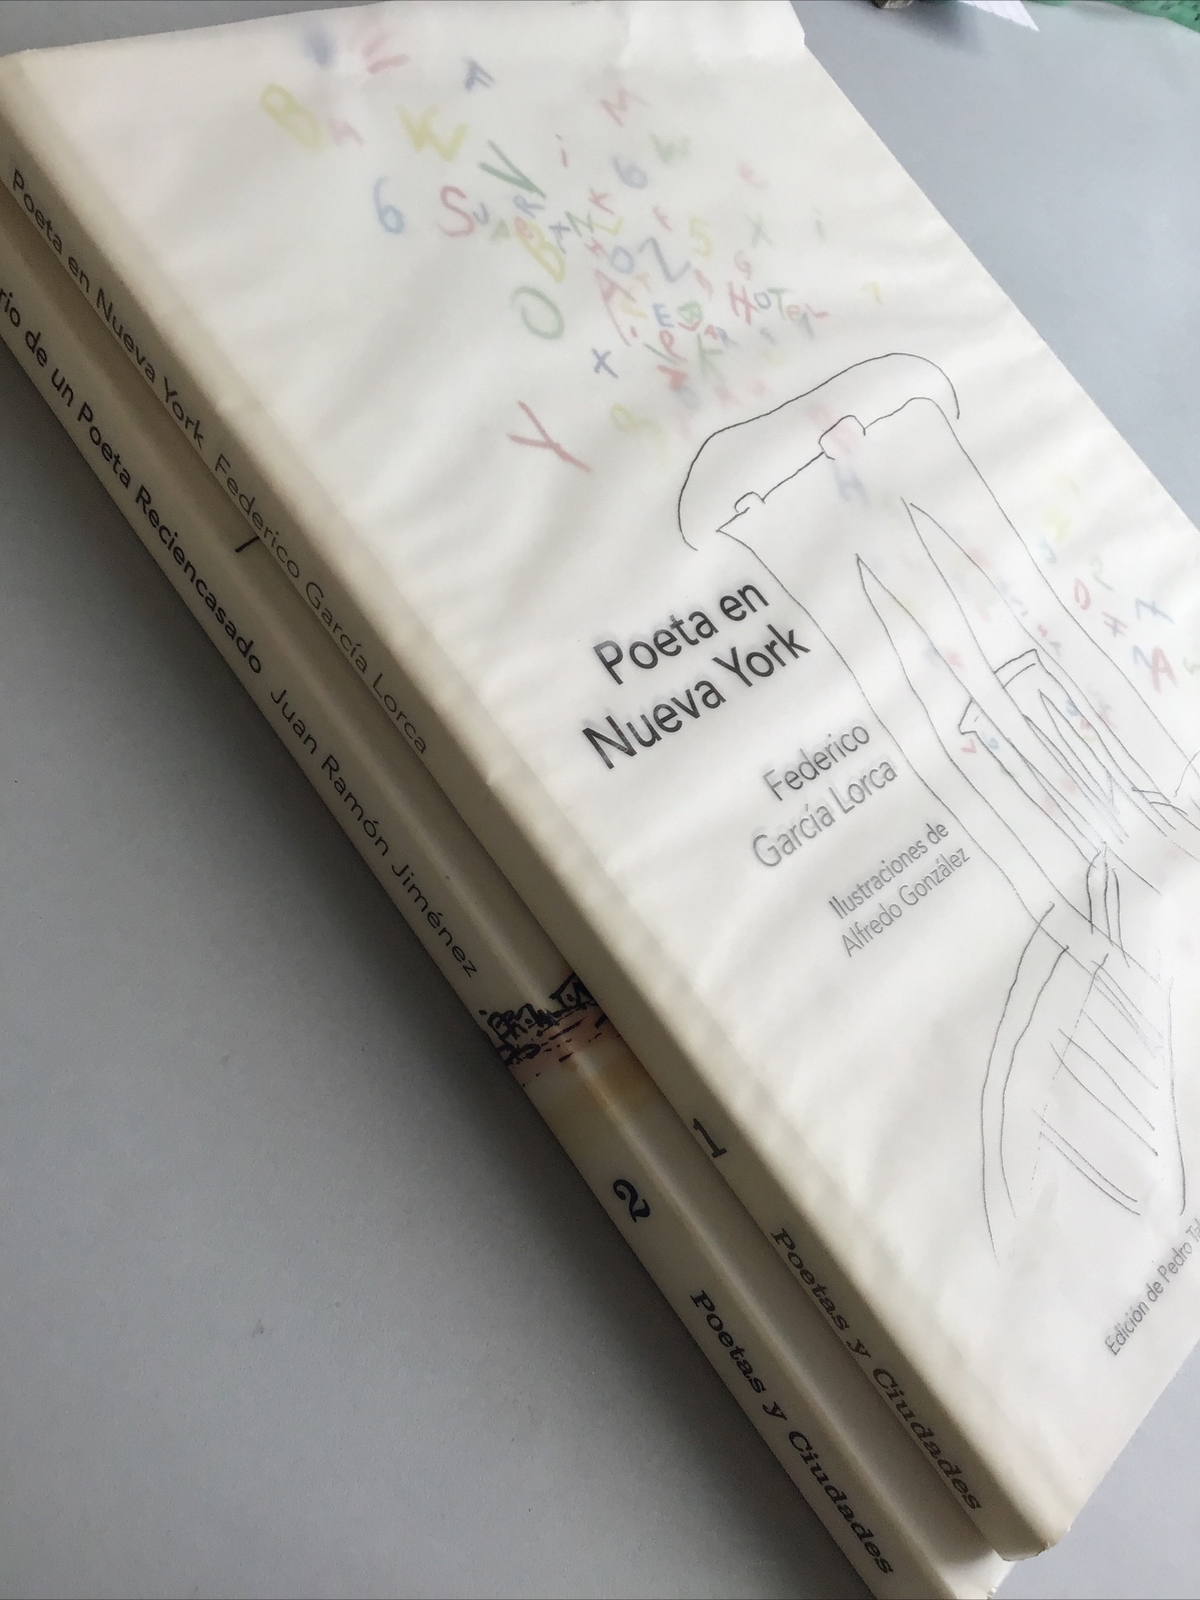 Poeta en
Nueva York
Federico
García Lorca
Ilustraciones de
Alfredo González
Edición de Pedro
Poeta en Nueva York Federico García Lorca
1
Poetas y Ciudades
de un Poeta Reciencasado Juan Ramón Jiménez
2
Poetas y Ciudades
HOTEL